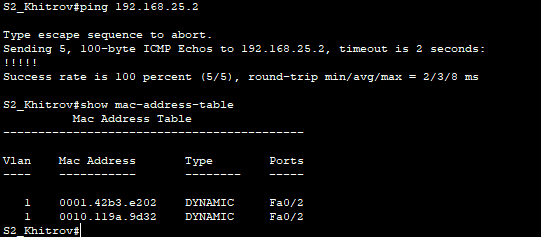 S2_Khitrov#ping 192.168.25.2
Type escape sequence to abort.
Sending 5, 100-byte ICMP Echos to 192.168.25.2, timeout is 2 seconds:
!!!!!
Success rate is 100 percent (5/5), round-trip min/avg/max = 2/3/8 ms
S2_Khitrov#show mac-address-table
Mac Address Table
-------------------------------------------
Vlan    Mac Address       Type        Ports
----    -----------       --------    -----
1    0001.42b3.e202    DYNAMIC     Fa0/2
1    0010.119a.9d32    DYNAMIC     Fa0/2
S2_Khitrov#